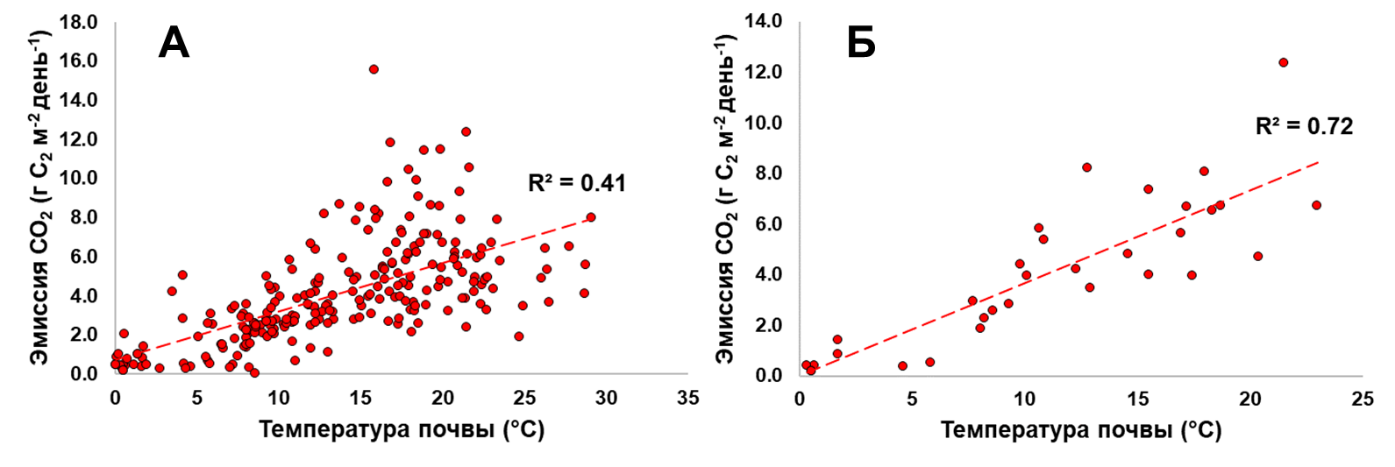 А
Эмиссия CO₂ (г C₂ м⁻² день⁻¹)
18.0
16.0
14.0
12.0
10.0
8.0
6.0
4.0
2.0
0.0
R² = 0.41
0 5 10 15 20 25 30 35
Температура почвы (°C)
Б
Эмиссия CO₂ (г C₂ м⁻² день⁻¹)
14.0
12.0
10.0
8.0
6.0
4.0
2.0
0.0
R² = 0.72
0 5 10 15 20 25
Температура почвы (°C)